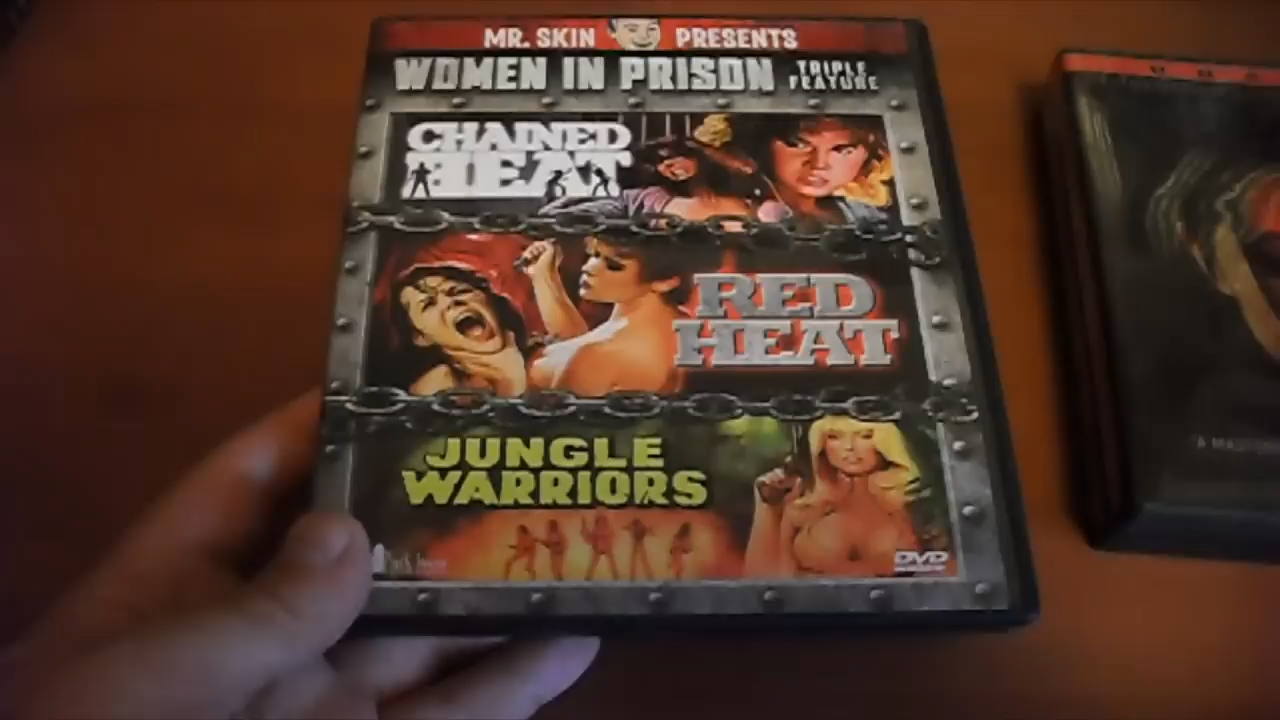 MR. SKIN PRESENTS
WOMEN IN PRISON
TRIPLE
FEATURE
CHAINED
HEAT
RED
HEAT
JUNGLE
WARRIORS
DVD